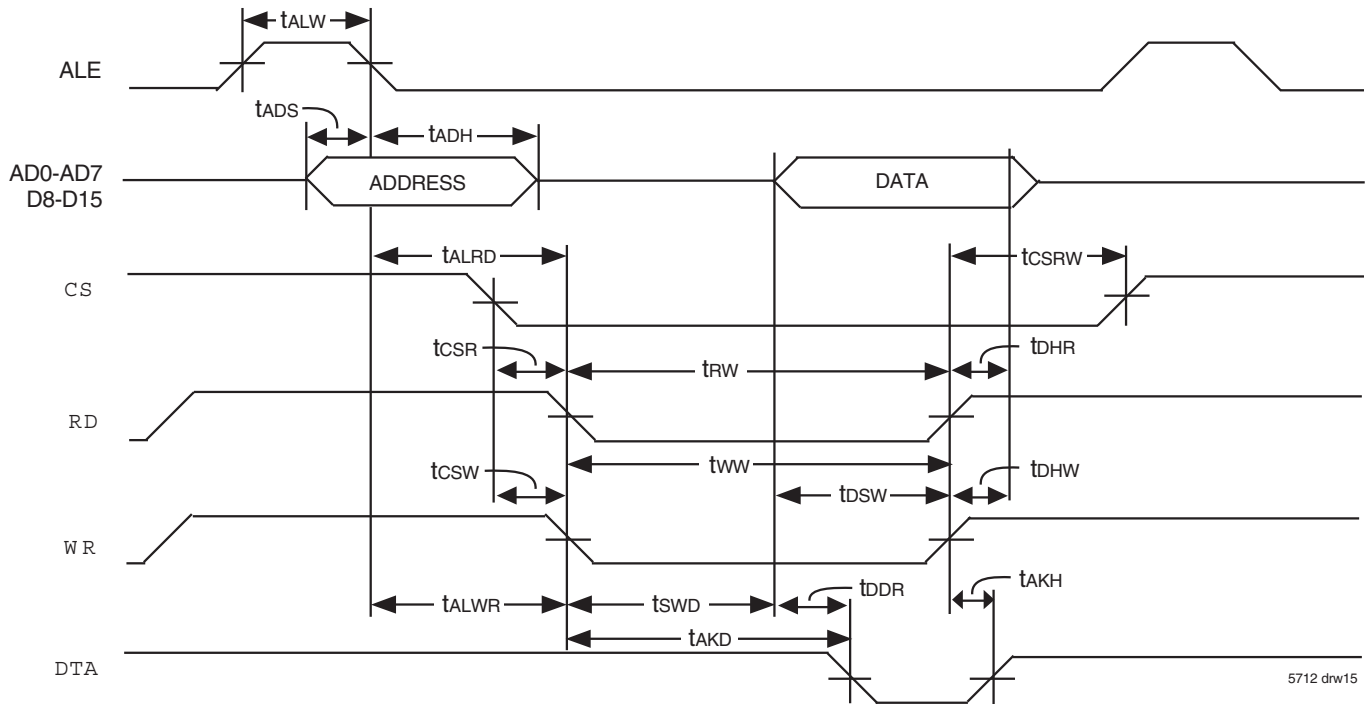 tALW
ALE
tADS
tADH
AD0-AD7
D8-D15
ADDRESS
DATA
tALRD
tCSRW
CS
tCSR
tRW
tDHR
RD
tCSW
tWW
tDHW
tDSW
WR
tALWR
tSWD
tDDR
tAKH
tAKD
DTA
5712 drw15